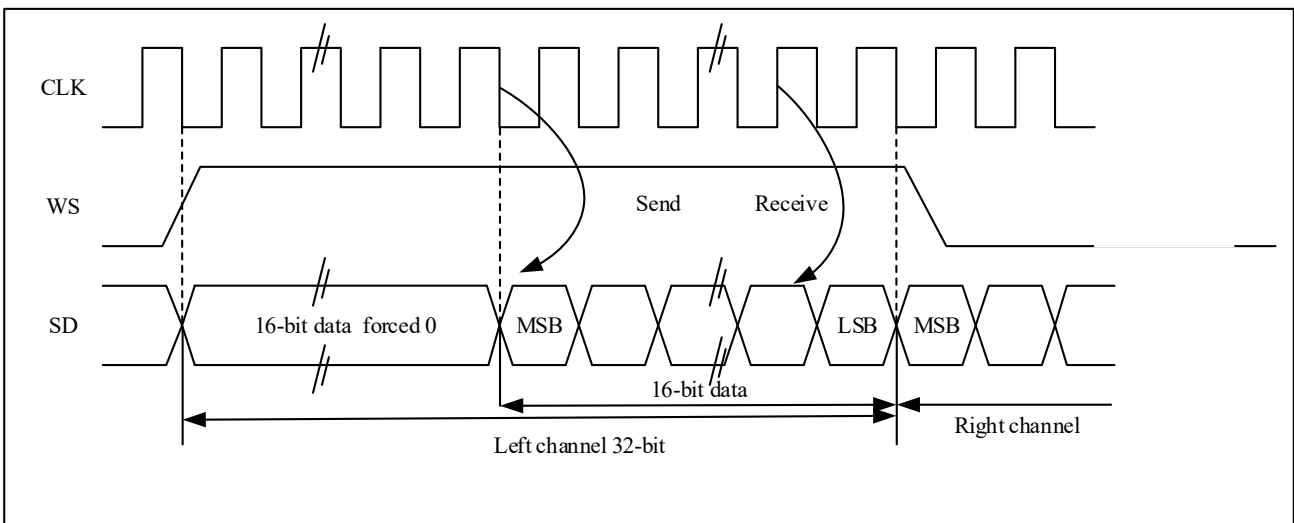 CLK
WS
Send
Receive
SD
16-bit data forced 0
MSB
LSB
MSB
16-bit data
Right channel
Left channel 32-bit